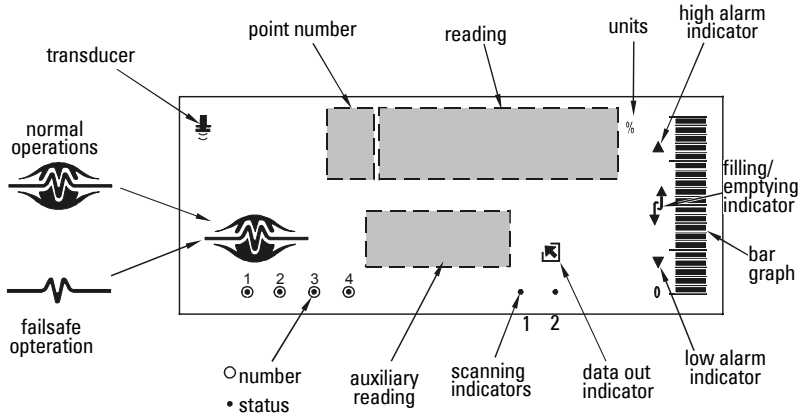 high alarm
indicator
point number
reading
units
transducer
normal
operations
%
filling/
emptying
indicator
bar
graph
1 2 3 4
0
1 2
failsafe
opteration
number
status
auxiliary
reading
scanning
indicators
data out
indicator
low alarm
indicator